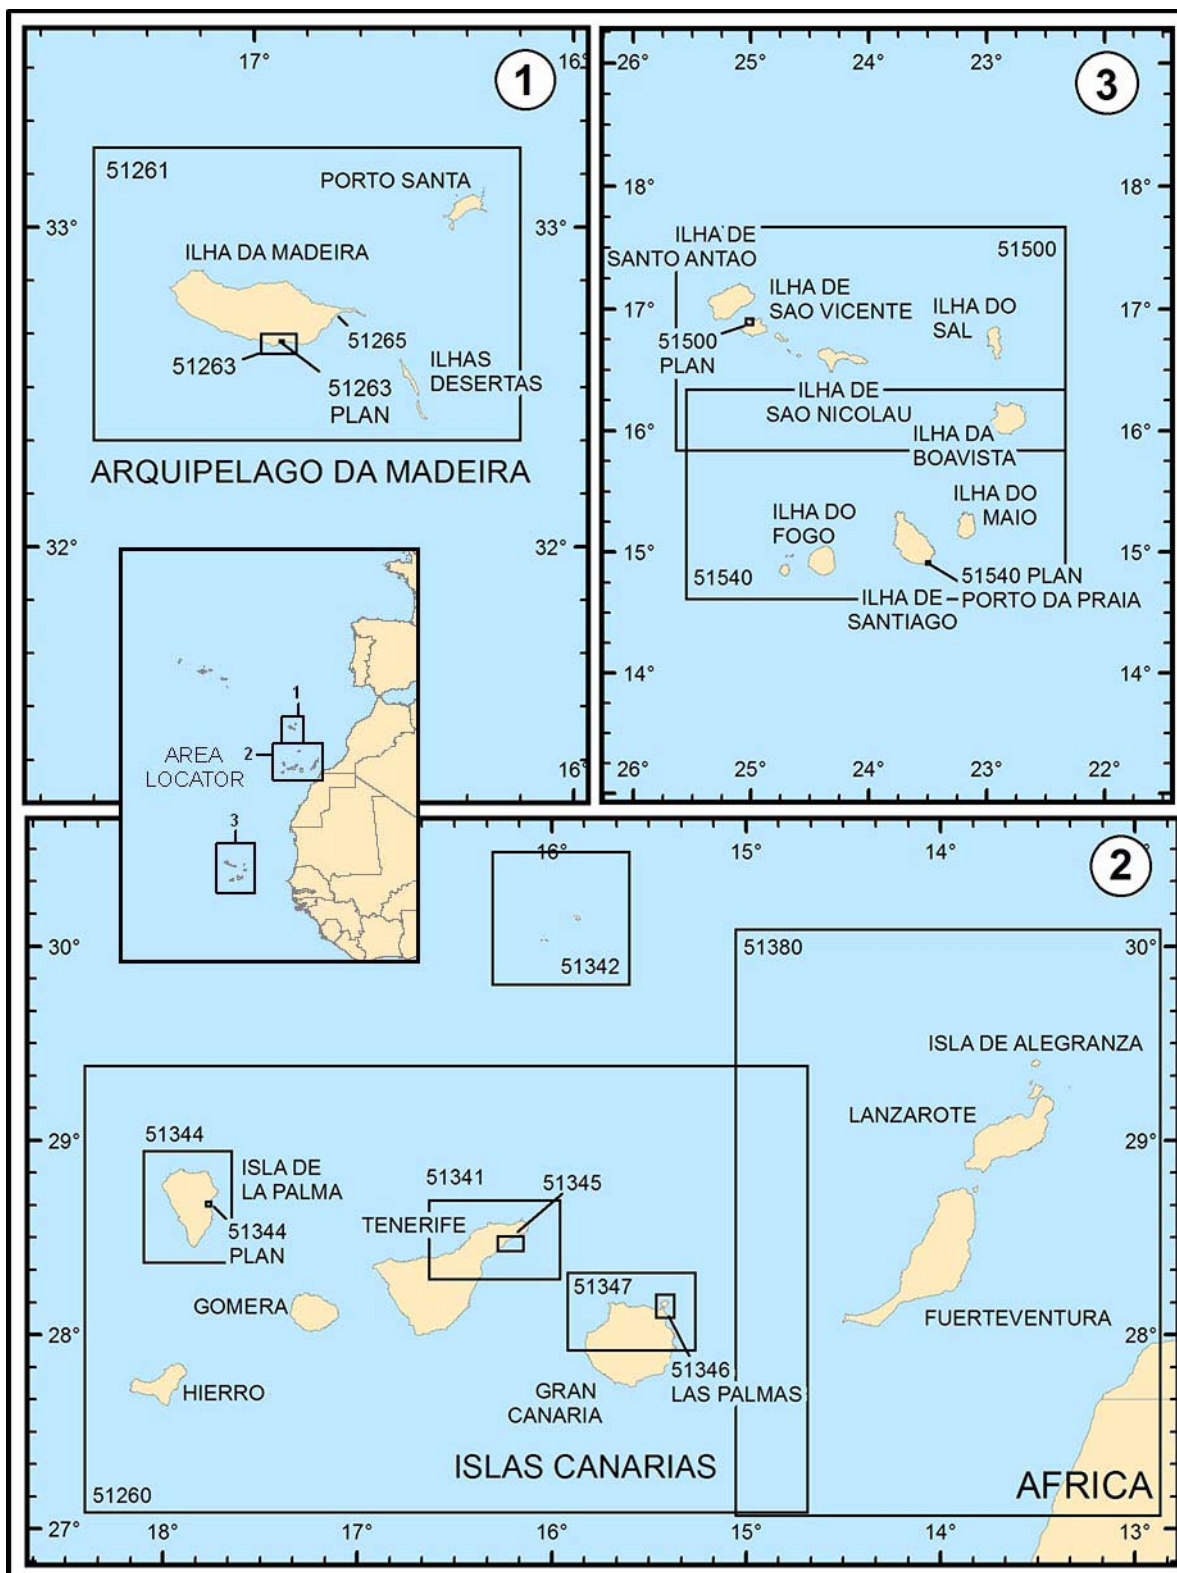 17°
16°
1
51261
PORTO SANTA
33°
33°
ILHA DA MADEIRA
51265
51263
51263
PLAN
ILHAS
DESERTAS
ARQUIPELAGO DA MADEIRA
32°
32°
16°
26°
25°
24°
23°
3
18°
18°
ILHA DE
SANTO ANTAO
51500
ILHA DE
SAO VICENTE
ILHA DO
SAL
17°
17°
51500
PLAN
ILHA DE
SAO NICOLAU
16°
16°
ILHA DA
BOAVISTA
ILHA DO
FOGO
ILHA DO
MAIO
15°
15°
51540
51540 PLAN
PORTO DA PRAIA
ILHA DE
SANTIAGO
14°
14°
26°
25°
24°
23°
22°
1
2
AREA
LOCATOR
3
16°
15°
14°
2
30°
30°
51342
51380
ISLA DE ALEGRANZA
LANZAROTE
29°
29°
51344
ISLA DE
LA PALMA
51341
51345
51344
PLAN
TENERIFE
51347
GOMERA
FUERTEVENTURA
28°
28°
51346
LAS PALMAS
HIERRO
GRAN
CANARIA
ISLAS CANARIAS
AFRICA
51260
27°
18°
17°
16°
15°
14°
13°